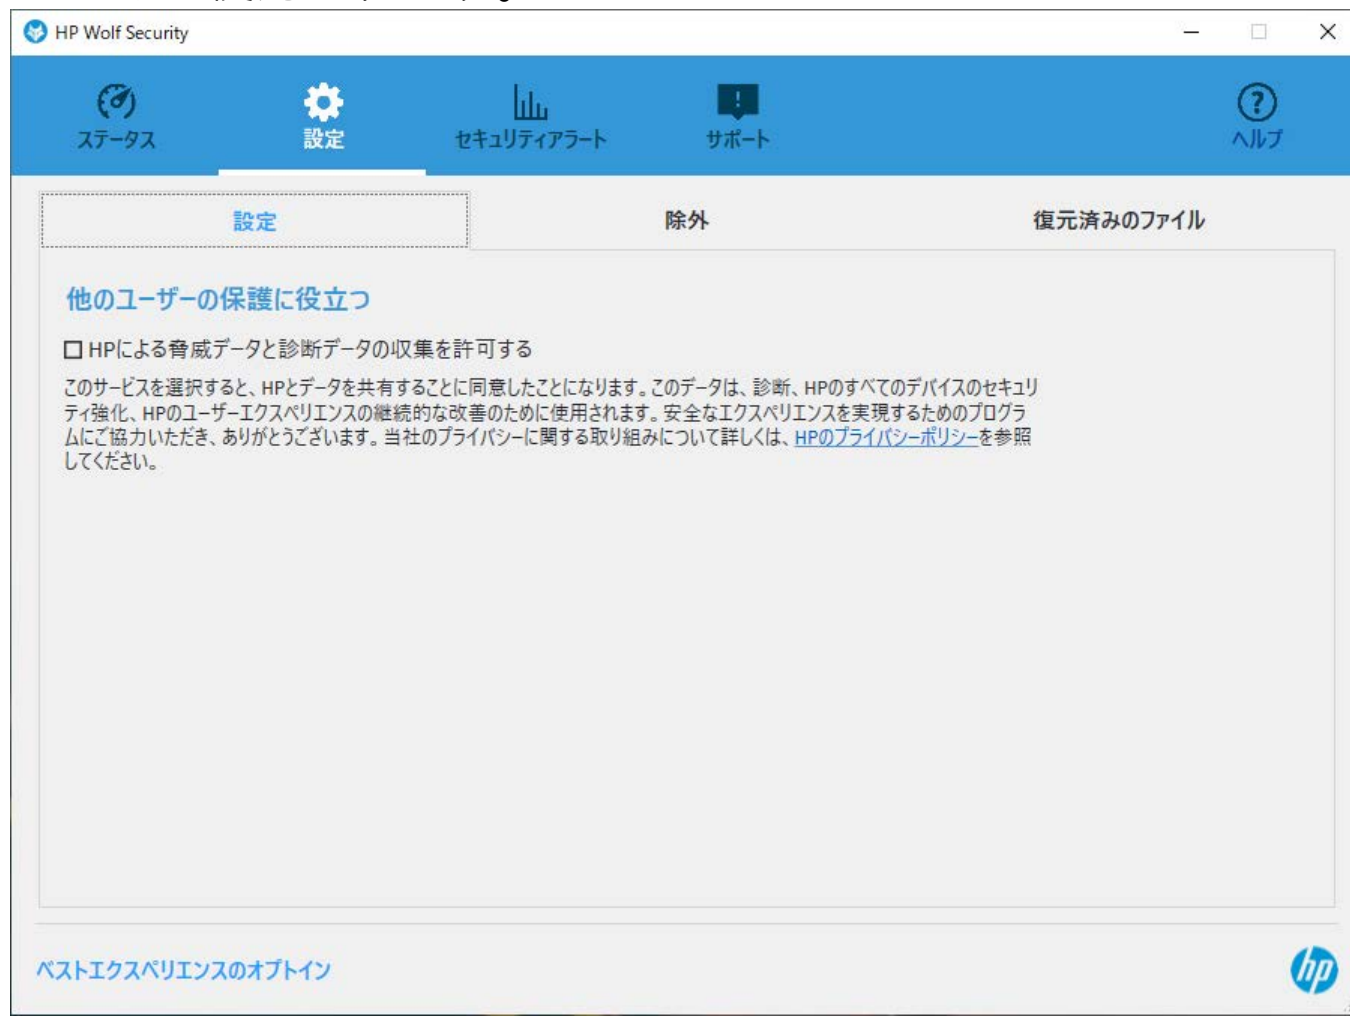 HP Wolf Security
ステータス
設定
セキュリティアラート
サポート
ヘルプ
設定
除外
復元済みのファイル
他のユーザーの保護に役立つ
HPによる脅威データと診断データの収集を許可する
このサービスを選択すると、HPとデータを共有することに同意したことになります。このデータは、診断、HPのすべてのデバイスのセキュリ
ティ強化、HPのユーザーエクスペリエンスの継続的な改善のために使用されます。安全なエクスペリエンスを実現するためのプログラ
ムにご協力いただき、ありがとうございます。当社のプライバシーに関する取り組みについて詳しくは、HPのプライバシーポリシーを参照
してください。
ベストエクスペリエンスのオプトイン
hp